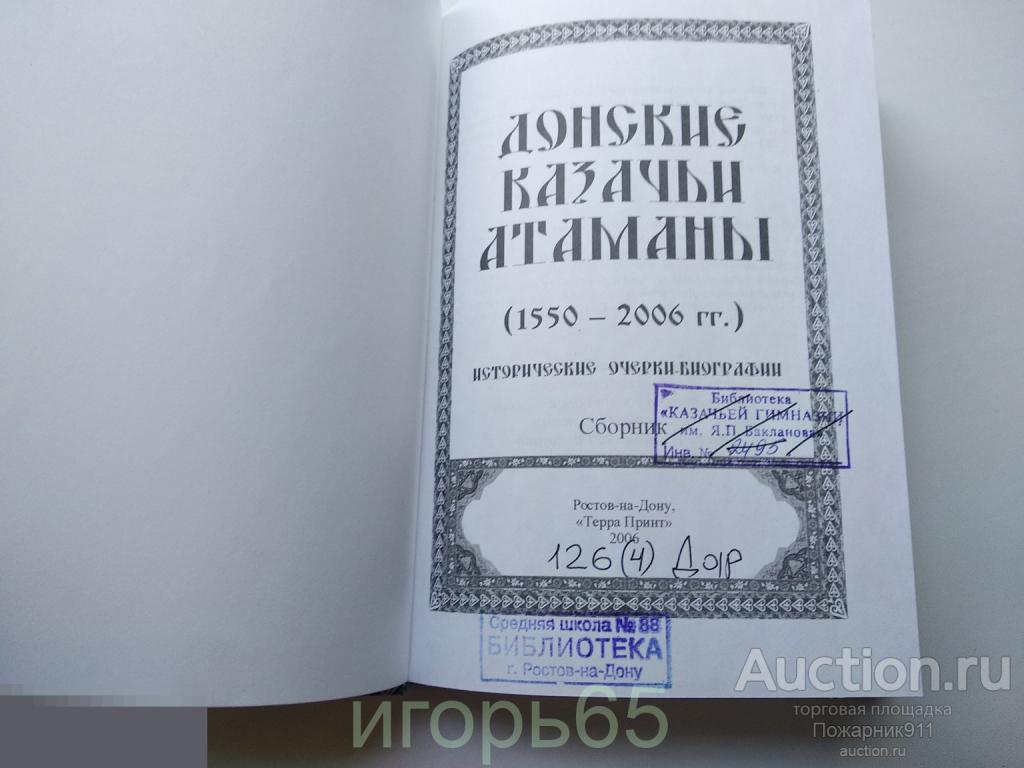 ДОНСКИЕ
КАЗАЧЬИ
АТАМАНЫ
(1550 – 2006 гг.)
ИСТОРИЧЕСКИЕ ОЧЕРКИ-БИОГРАФИИ
Сборник
Библиотека
«КАЗАЧЬЕЙ ГИМНАЗИИ
им. Я.П. Бакланова»
Инв. № 2495
Ростов-на-Дону,
«Терра Принт»
2006
126(4) Дар
Средняя школа № 88
БИБЛИОТЕКА
г. Ростов-на-Дону
Auction.ru
торговая площадка
Пожарник911
auction.ru
игорь65